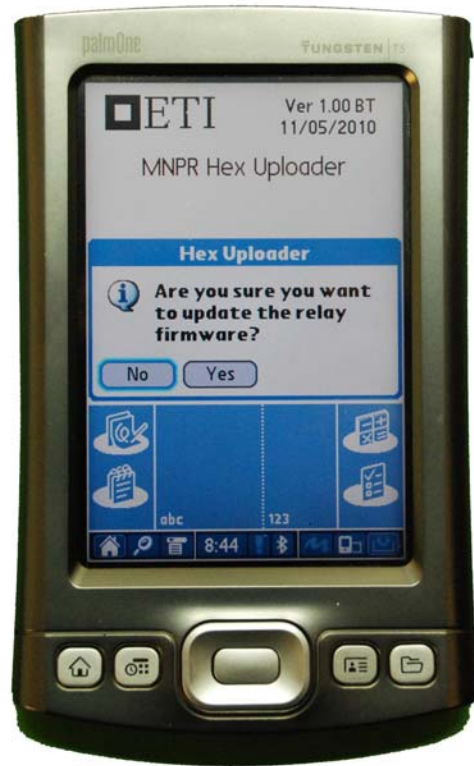 palmOne
TUNGSTEN | T5
ETI
Ver 1.00 BT
11/05/2010
MNPR Hex Uploader
Hex Uploader
Are you sure you want
to update the relay
firmware?
No Yes
abc 123
8:44